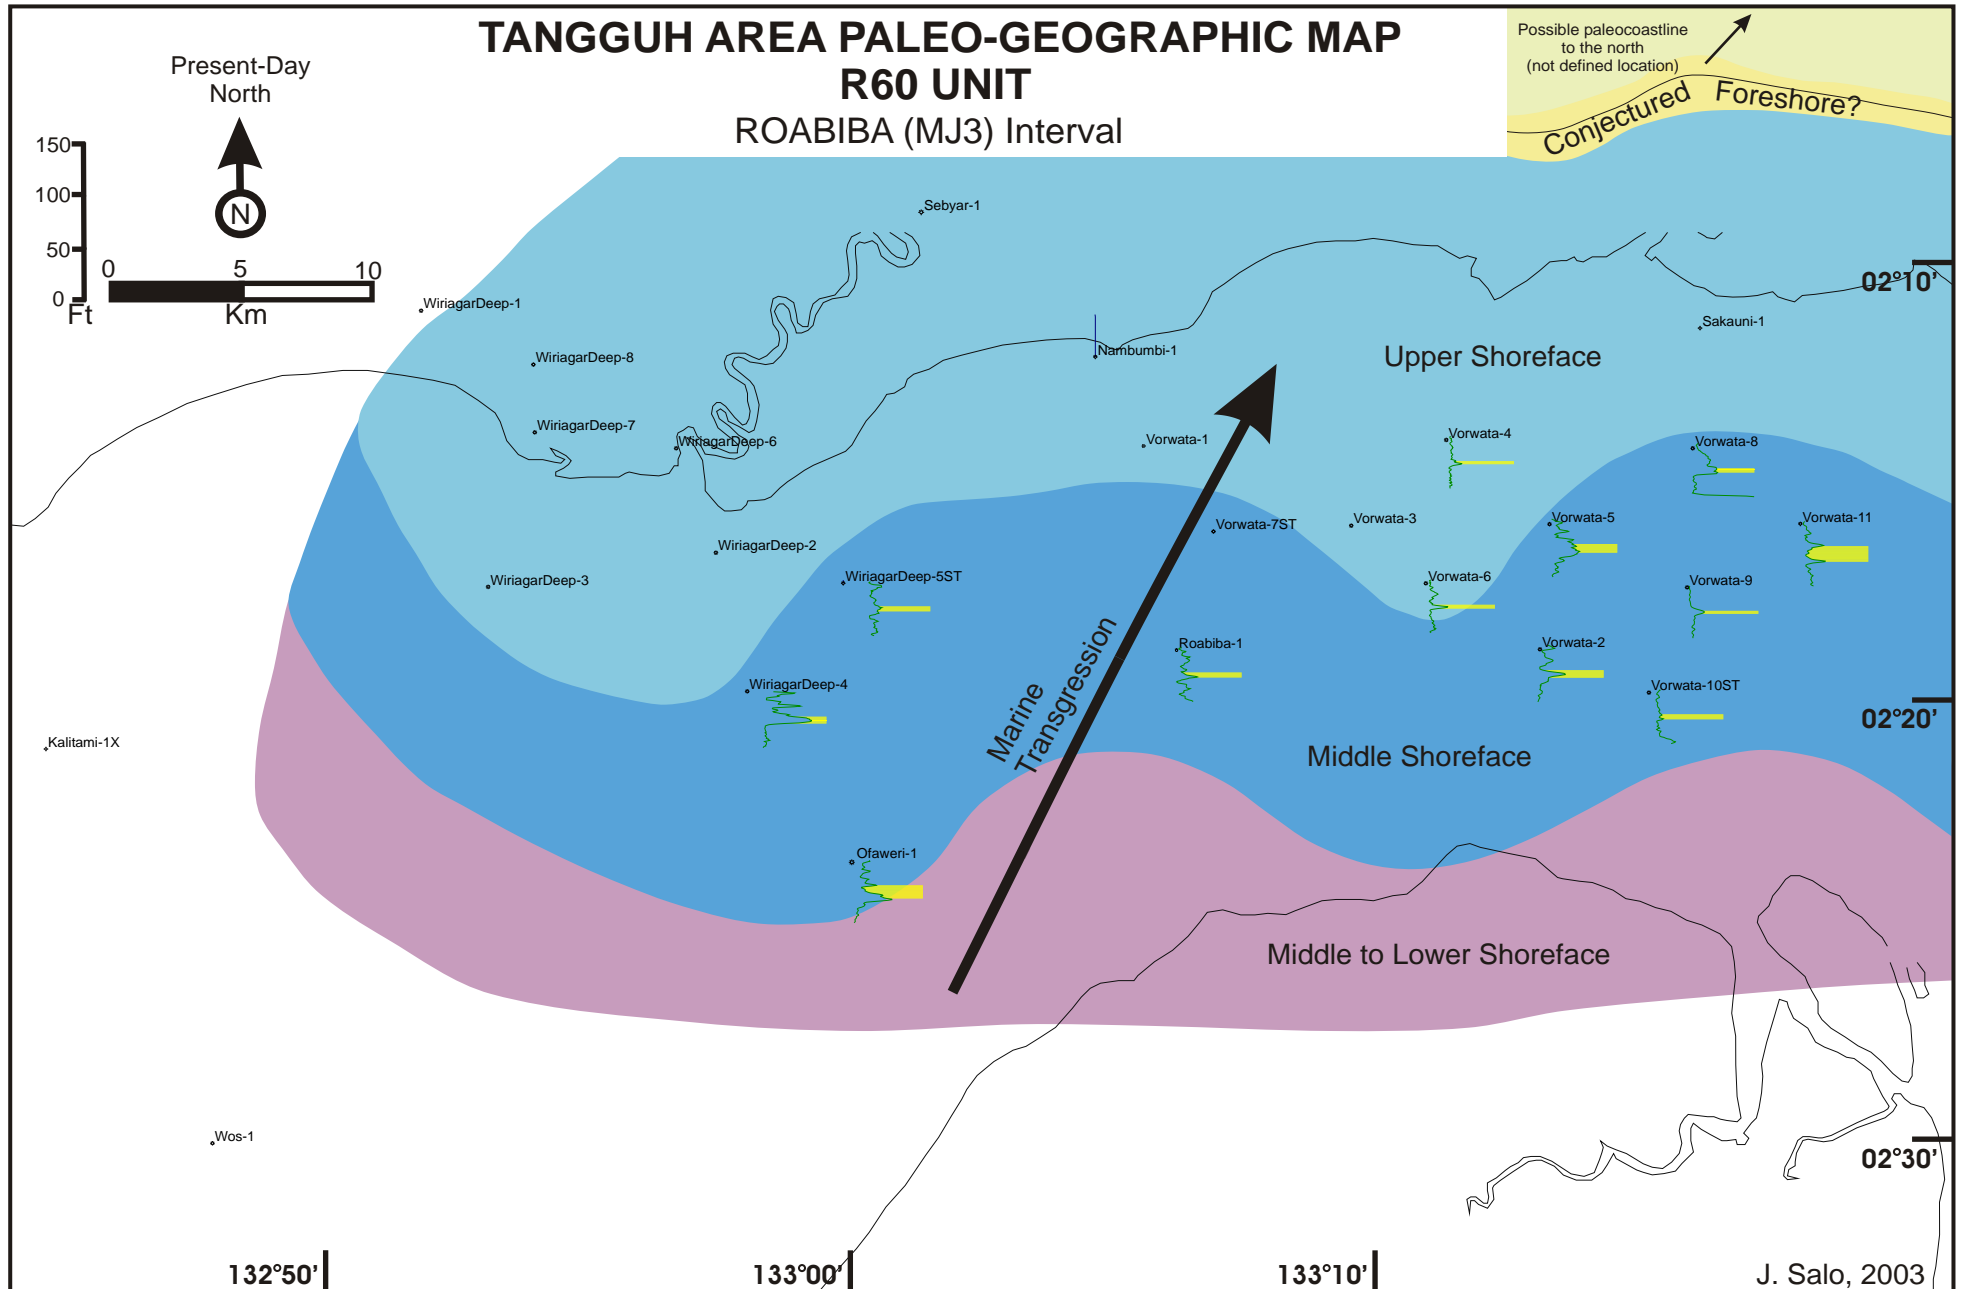 TANGGUH AREA PALEO-GEOGRAPHIC MAP
R60 UNIT
ROABIBA (MJ3) Interval
Possible paleocoastline
to the north
(not defined location)
Conjectured Foreshore?
Present-Day
North
N
150
100
50
0
Ft
0 5 10
Km
Sebyar-1
02°10'
WiriagarDeep-1
Sakauni-1
WiriagarDeep-8
Nambumbi-1
Upper Shoreface
WiriagarDeep-7
WiriagarDeep-6
Vorwata-1
Vorwata-4
Vorwata-8
Vorwata-7ST
Vorwata-3
Vorwata-5
Vorwata-11
WiriagarDeep-2
WiriagarDeep-3
WiriagarDeep-5ST
Vorwata-6
Vorwata-9
Roabiba-1
Vorwata-2
WiriagarDeep-4
Vorwata-10ST
Marine
Transgression
02°20'
Kalitami-1X
Middle Shoreface
Ofaweri-1
Middle to Lower Shoreface
Wos-1
02°30'
132°50'
133°00'
133°10'
J. Salo, 2003